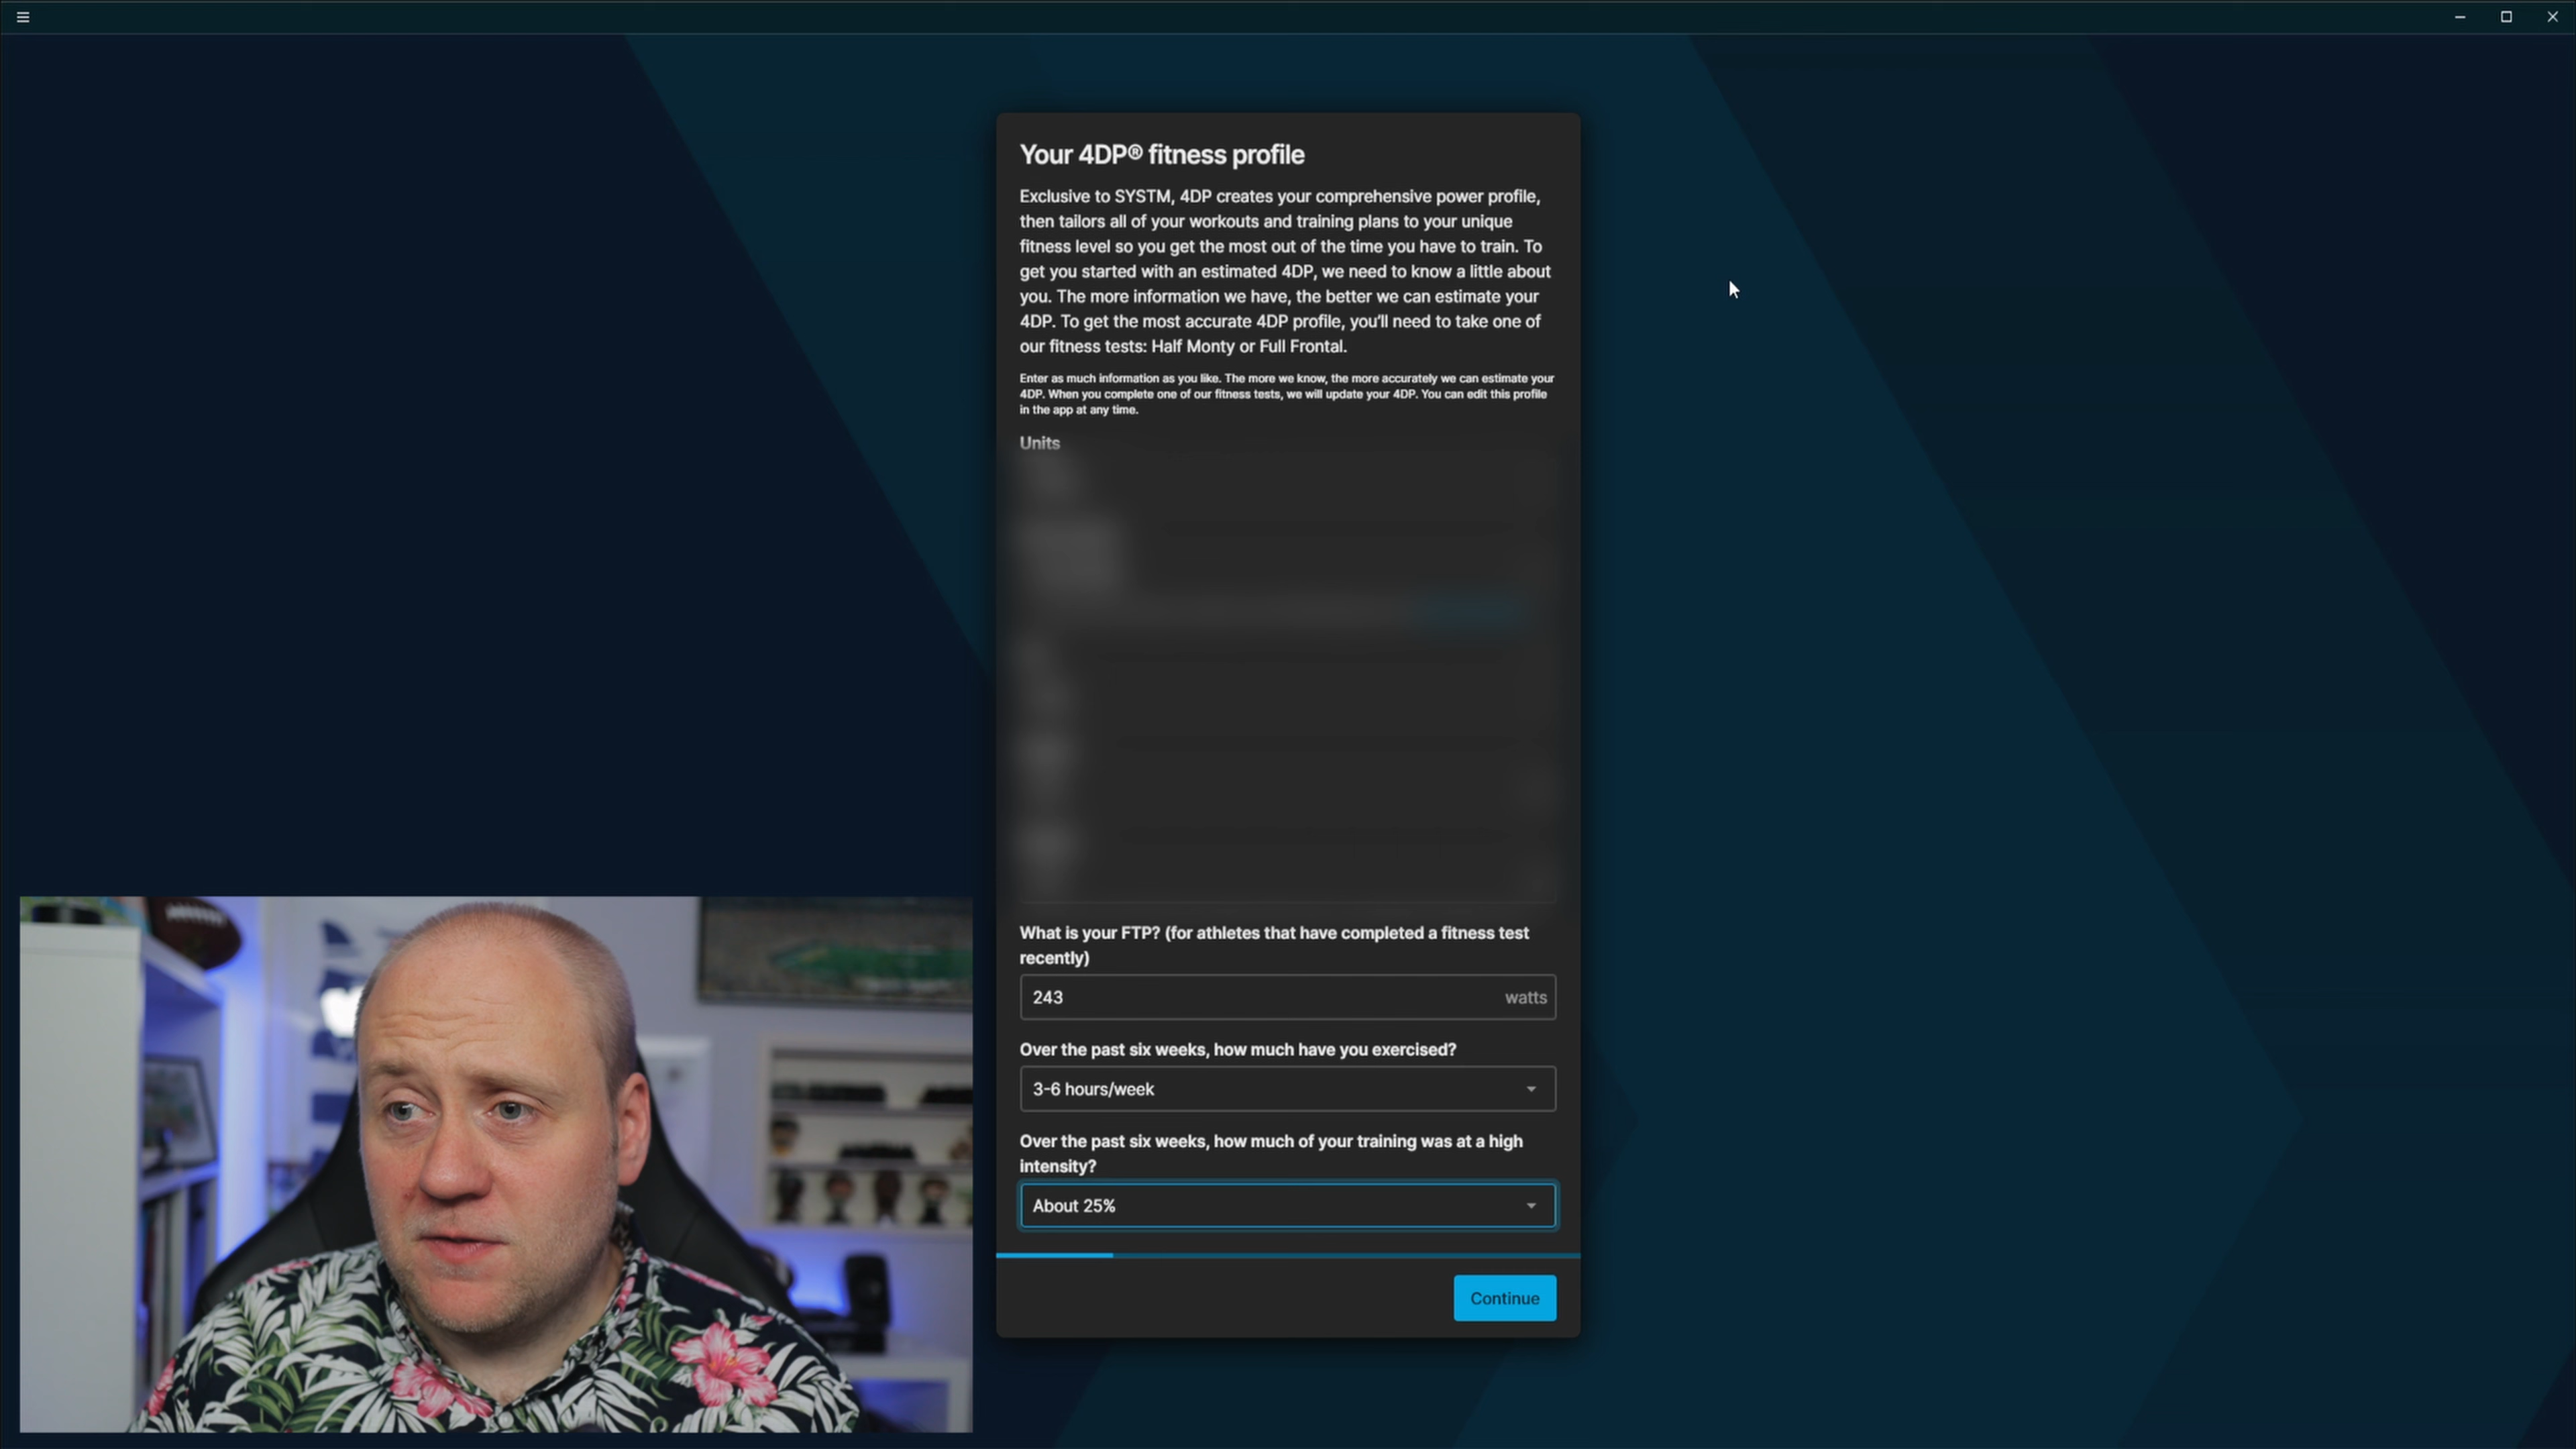 Your 4DP® fitness profile
Exclusive to SYSTM, 4DP creates your comprehensive power profile,
then tailors all of your workouts and training plans to your unique
fitness level so you get the most out of the time you have to train. To
get you started with an estimated 4DP, we need to know a little about
you. The more information we have, the better we can estimate your
4DP. To get the most accurate 4DP profile, you'll need to take one of
our fitness tests: Half Monty or Full Frontal.
Enter as much information as you like. The more we know, the more accurately we can estimate your
4DP. When you complete one of our fitness tests, we will update your 4DP. You can edit this profile
in the app at any time.
Units
What is your FTP? (for athletes that have completed a fitness test
recently)
243 watts
Over the past six weeks, how much have you exercised?
3-6 hours/week
Over the past six weeks, how much of your training was at a high
intensity?
About 25%
Continue